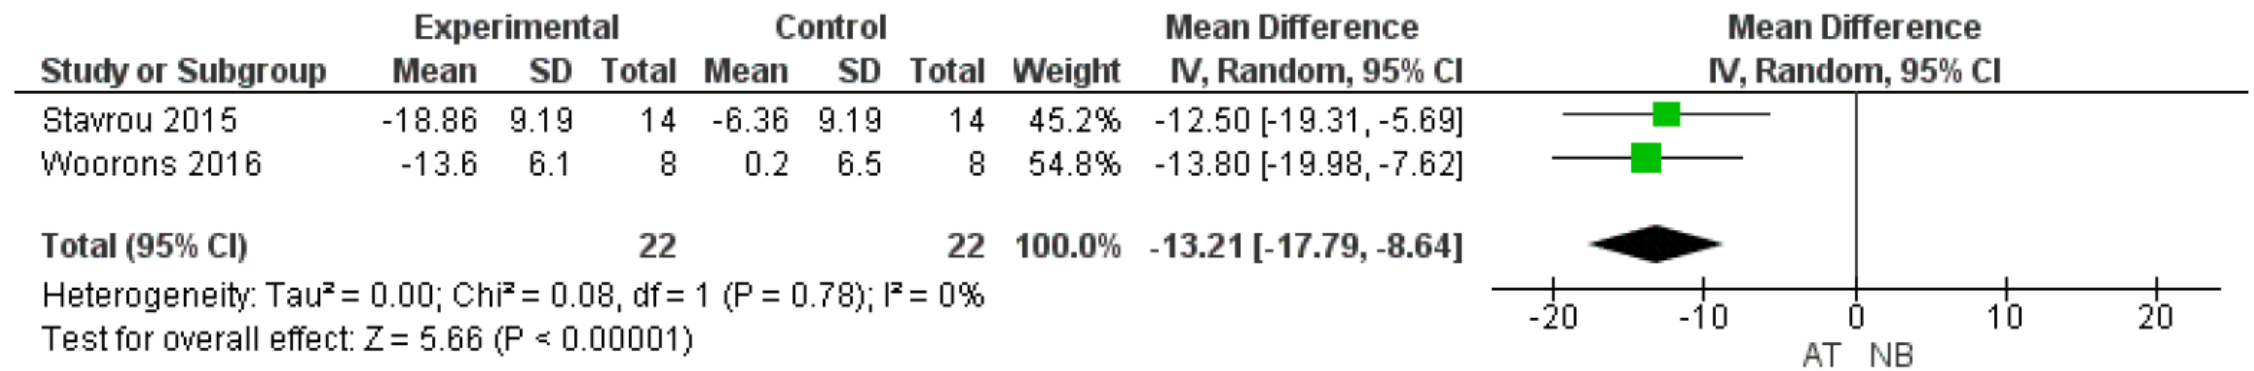 Experimental Control Mean Difference Mean Difference
Study or Subgroup Mean SD Total Mean SD Total Weight IV, Random, 95% CI IV, Random, 95% CI
Stavrou 2015 -18.86 9.19 14 -6.36 9.19 14 45.2% -12.50 [-19.31, -5.69]
Woorons 2016 -13.6 6.1 8 0.2 6.5 8 54.8% -13.80 [-19.98, -7.62]
Total (95% CI) 22 22 100.0% -13.21 [-17.79, -8.64]
Heterogeneity: Tau² = 0.00; Chi² = 0.08, df = 1 (P = 0.78); I² = 0%
Test for overall effect: Z = 5.66 (P < 0.00001)
-20 -10 0 10 20
AT NB